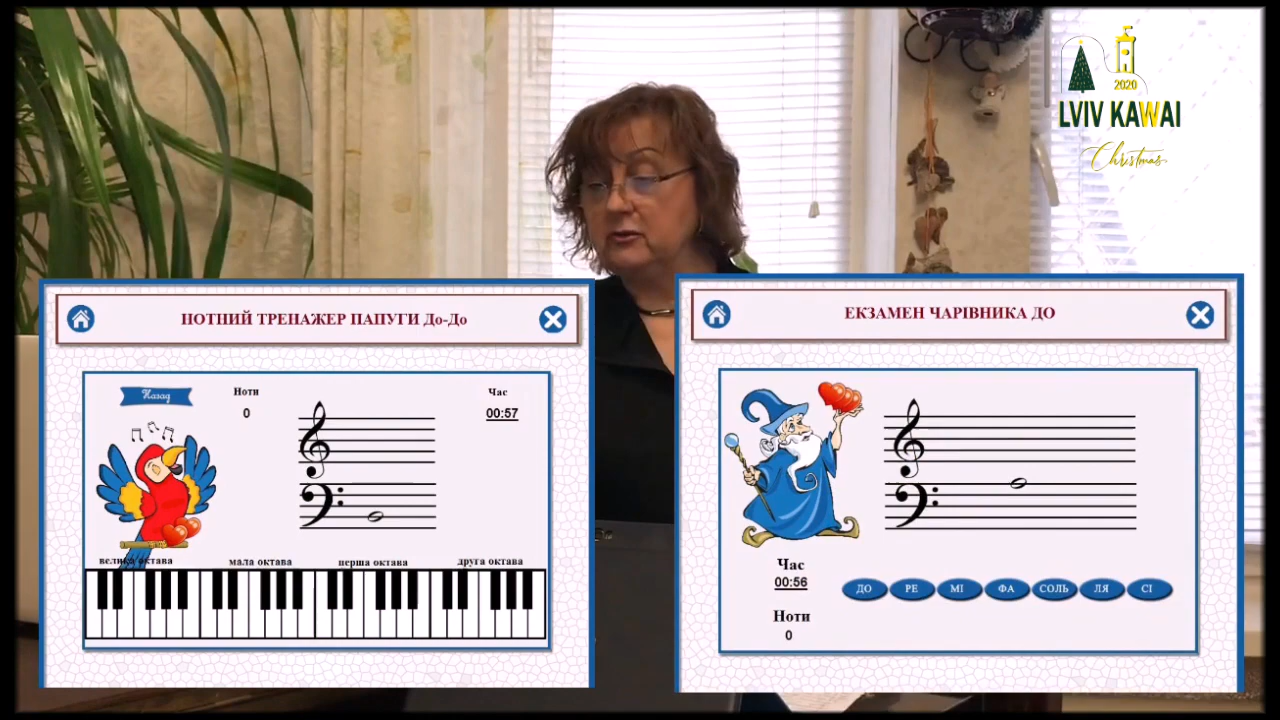 2020
LVIV KAWAI
Christmas
НОТНИЙ ТРЕНАЖЕР ПАПУГИ До-До
Назад
Ноти
0
Час
00:57
велика октава
мала октава
перша октава
друга октава
ЕКЗАМЕН ЧАРІВНИКА ДО
Час
00:56
Ноти
0
ДО РЕ МІ ФА СОЛЬ ЛЯ СІ